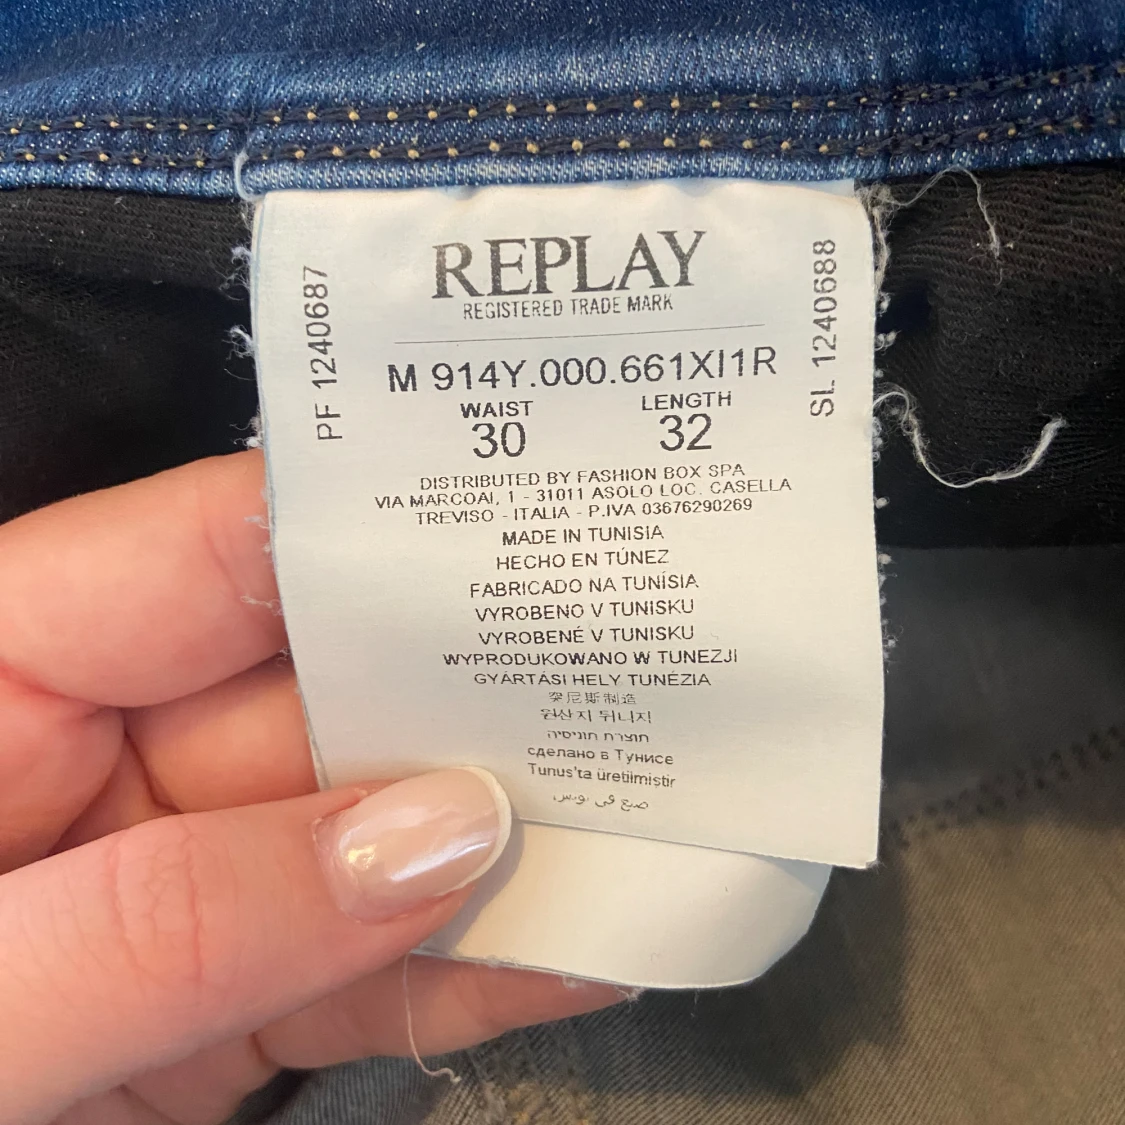 REPLAY
REGISTERED TRADE MARK
M 914Y.000.661XI1R
WAIST LENGTH
30 32
PF 1240687
SL 1240688
DISTRIBUTED BY FASHION BOX SPA
VIA MARCOAI, 1 - 31011 ASOLO LOC. CASELLA
TREVISO - ITALIA - P.IVA 03676290269
MADE IN TUNISIA
HECHO EN TÚNEZ
FABRICADO NA TUNÍSIA
VYROBENO V TUNISKU
VYROBENÉ V TUNISKU
WYPRODUKOWANO W TUNEZJI
GYÁRTÁSI HELY TUNÉZIA
突尼斯制造
원산지 튀니지
תוצרת תוניסיה
сделано в Тунисе
Tunus'ta üretilmiştir
صنع في